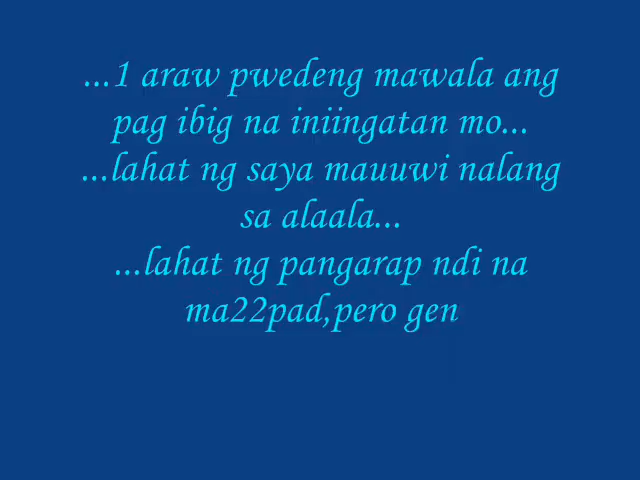 ...1 araw pwedeng mawala ang
pag ibig na iniingatan mo...
...lahat ng saya mauuwi nalang
sa alaala...
...lahat ng pangarap ndi na
ma22pad,pero gen